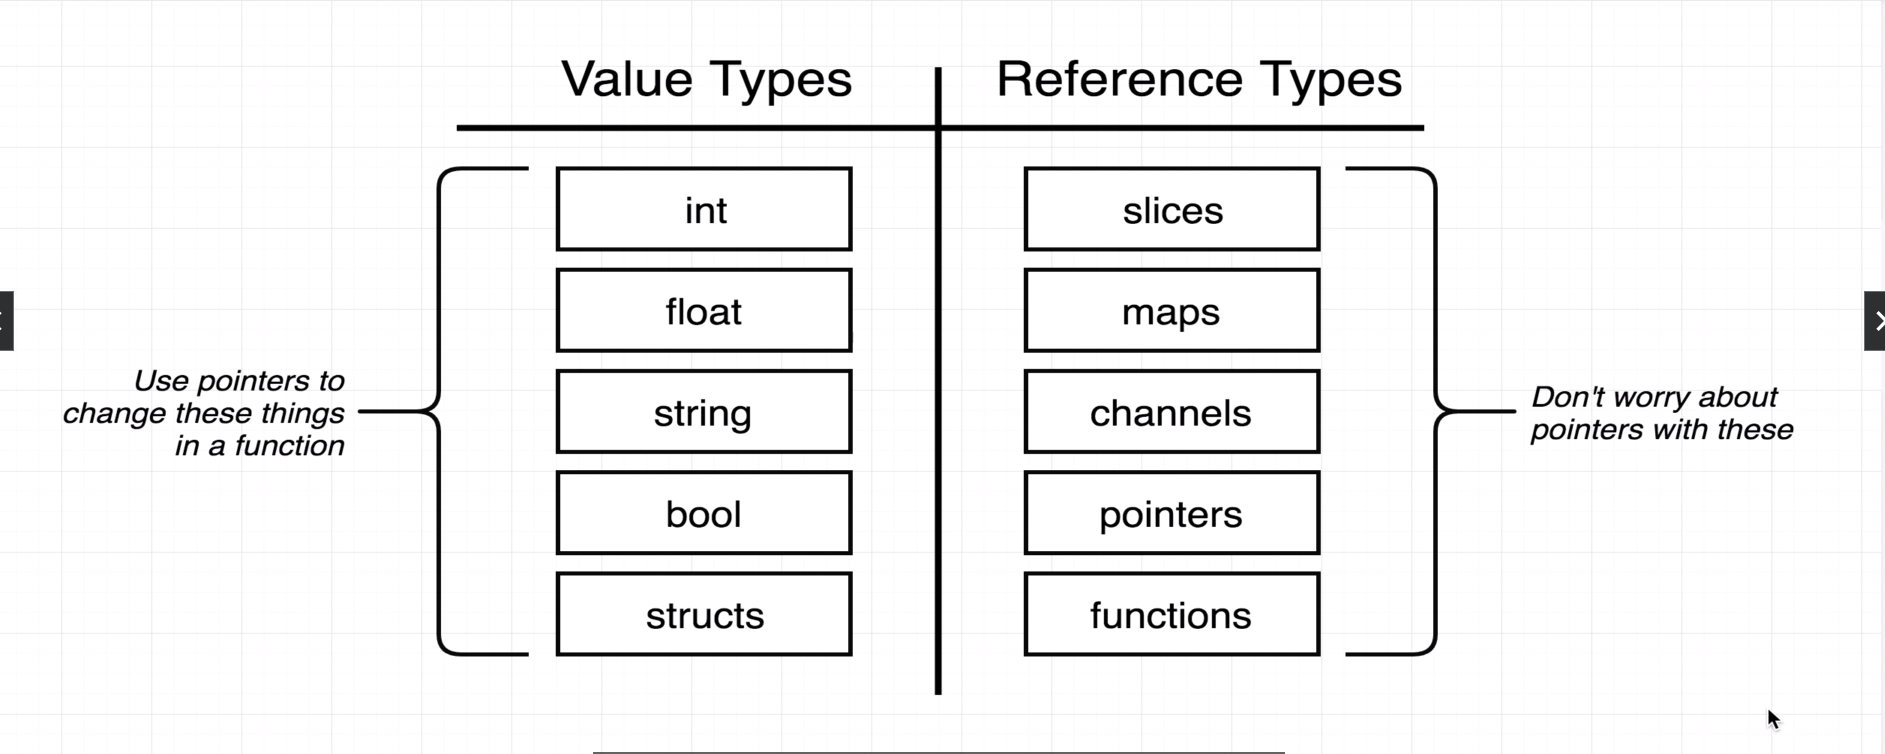 Value Types
Reference Types
int
float
string
bool
structs
slices
maps
channels
pointers
functions
Use pointers to
change these things
in a function
Don't worry about
pointers with these